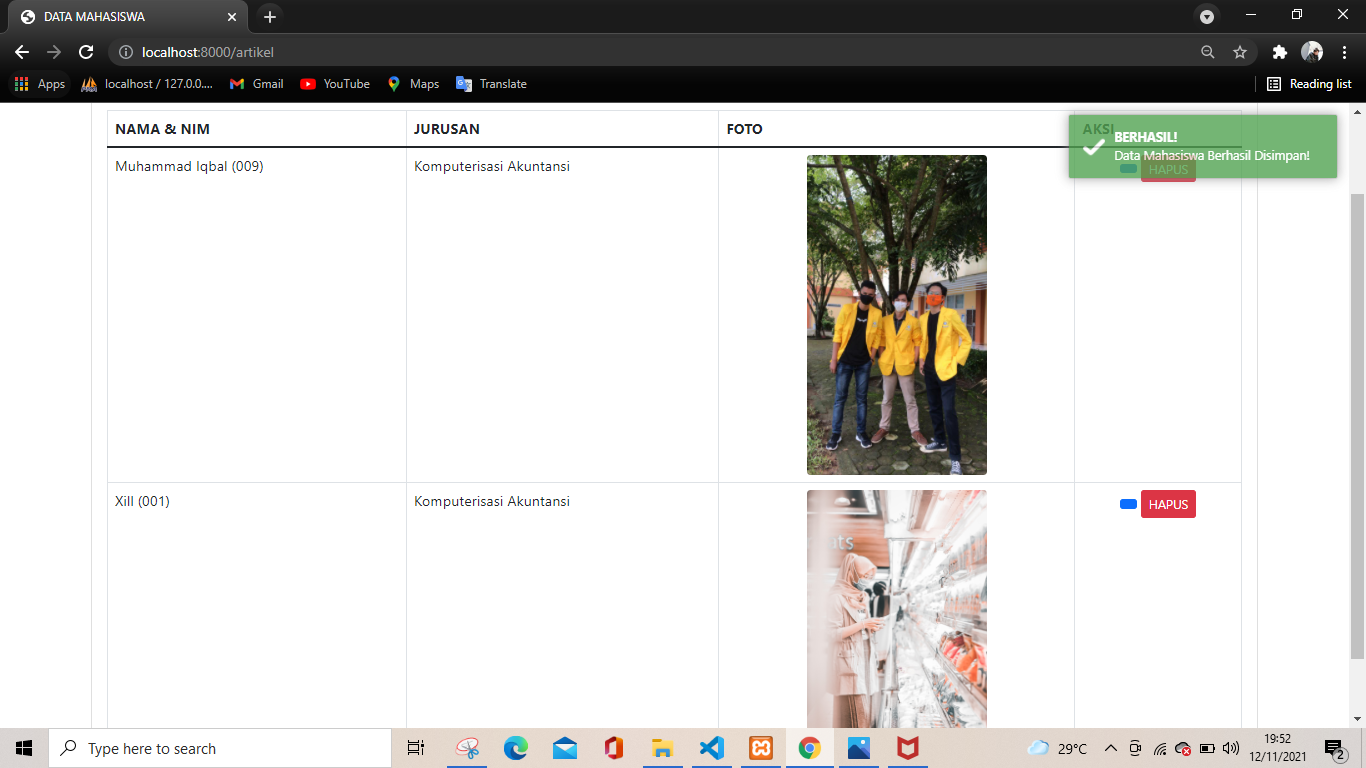 DATA MAHASISWA
localhost:8000/artikel
Apps
localhost / 127.0.0....
Gmail
YouTube
Maps
Translate
Reading list
NAMA & NIM
JURUSAN
FOTO
AKSI
BERHASIL!
Data Mahasiswa Berhasil Disimpan!
Muhammad Iqbal (009)
Komputerisasi Akuntansi
HAPUS
Xill (001)
Komputerisasi Akuntansi
HAPUS
Type here to search
29°C
19:52
12/11/2021
2